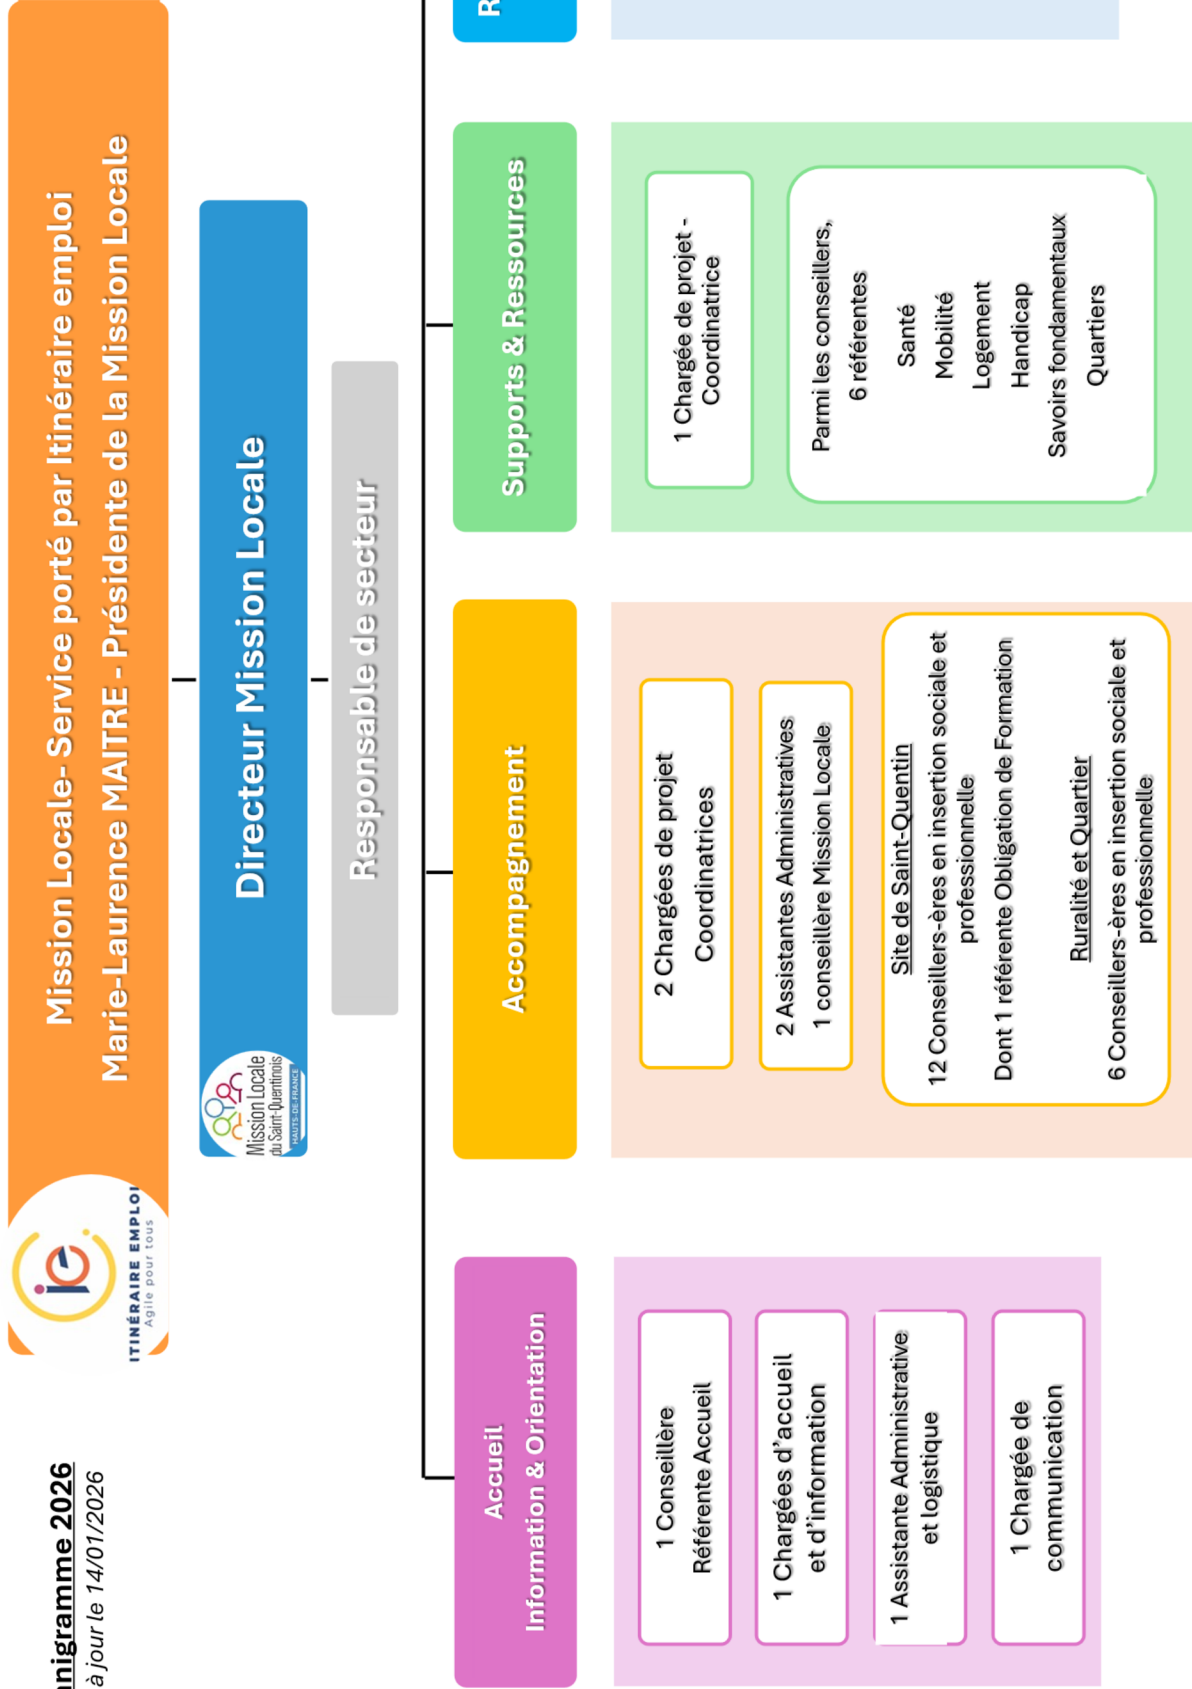 nigramme 2026
à jour le 14/01/2026
ITINÉRAIRE EMPLOI
Agile pour tous
Mission Locale- Service porté par Itinéraire emploi
Marie-Laurence MAITRE - Présidente de la Mission Locale
Mission Locale
du Saint-Quentinois
HAUTS-DE-FRANCE
Directeur Mission Locale
Responsable de secteur
Accueil
Information & Orientation
1 Conseillère
Référente Accueil
1 Chargées d’accueil
et d’information
1 Assistante Administrative
et logistique
1 Chargée de
communication
Accompagnement
2 Chargées de projet
Coordinatrices
2 Assistantes Administratives
1 conseillère Mission Locale
Site de Saint-Quentin
12 Conseillers-ères en insertion sociale et
professionnelle
Dont 1 référente Obligation de Formation
Ruralité et Quartier
6 Conseillers-ères en insertion sociale et
professionnelle
Supports & Ressources
1 Chargée de projet -
Coordinatrice
Parmi les conseillers,
6 référentes
Santé
Mobilité
Logement
Handicap
Savoirs fondamentaux
Quartiers
R